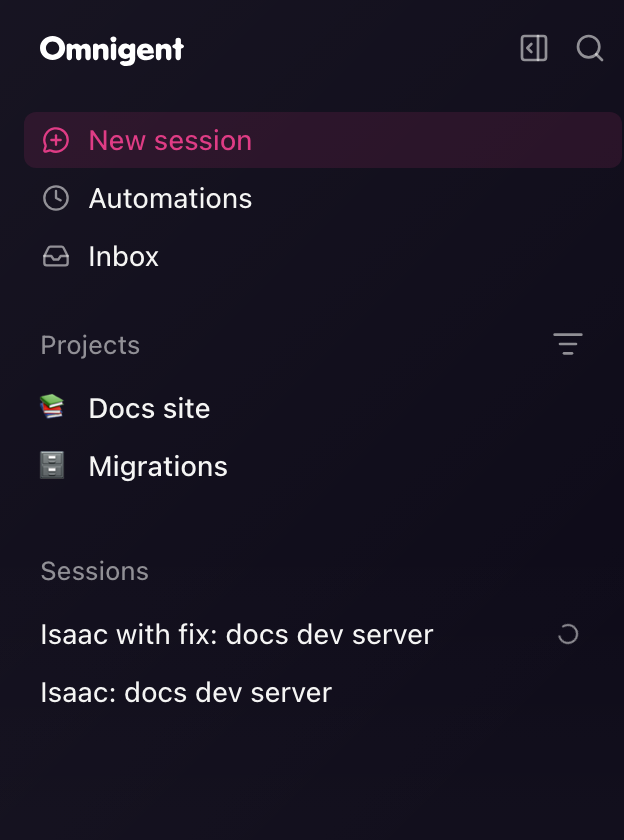 Omnigent
New session
Automations
Inbox
Projects
Docs site
Migrations
Sessions
Isaac with fix: docs dev server
Isaac: docs dev server